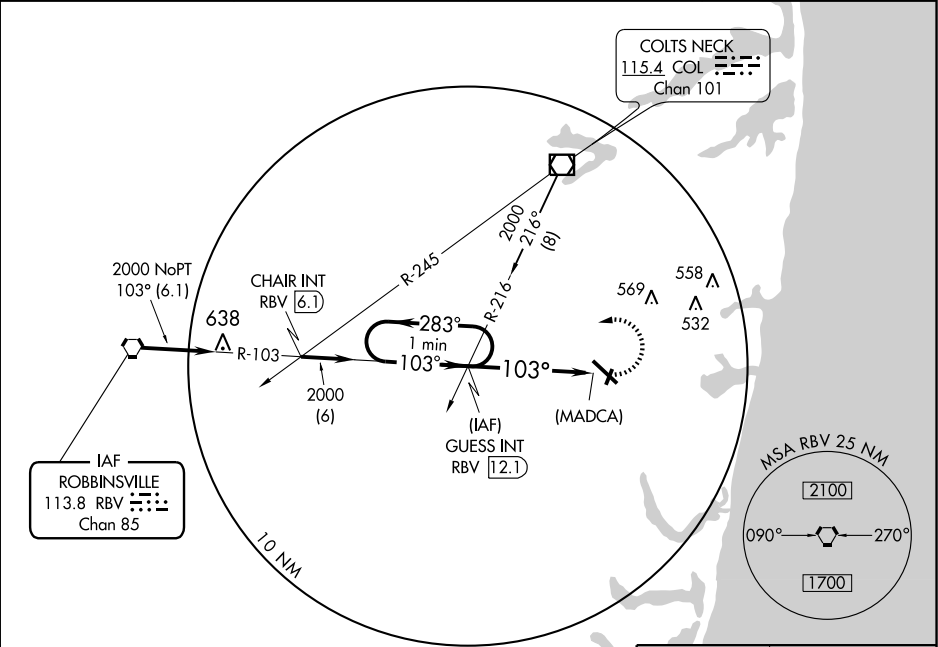 COLTS NECK
115.4 COL
Chan 101
2000
216°
(8)
R-245
R-216
2000 NoPT
103° (6.1)
CHAIR INT
RBV 6.1
638
R-103
558
569
532
283°
1 min
103°
103°
2000
(6)
(MADCA)
(IAF)
GUESS INT
RBV 12.1
IAF
ROBBINSVILLE
113.8 RBV
Chan 85
10 NM
MSA RBV 25 NM
2100
090°
270°
1700